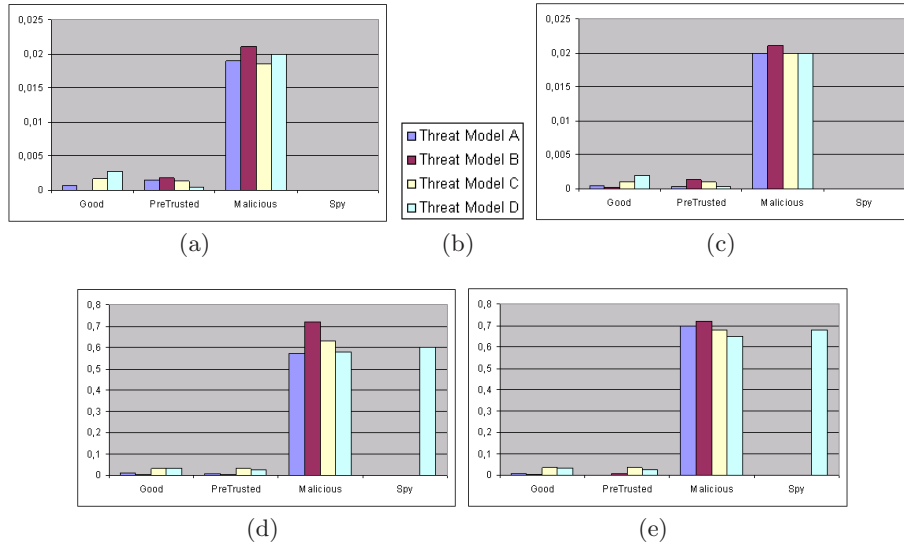 0,025
0,02
0,015
0,01
0,005
0
Good PreTrusted Malicious Spy
(a)
Threat Model A
Threat Model B
Threat Model C
Threat Model D
(b)
0,025
0,02
0,015
0,01
0,005
0
Good PreTrusted Malicious Spy
(c)
0,8
0,7
0,6
0,5
0,4
0,3
0,2
0,1
0
Good PreTrusted Malicious Spy
(d)
0,8
0,7
0,6
0,5
0,4
0,3
0,2
0,1
0
Good PreTrusted Malicious Spy
(e)